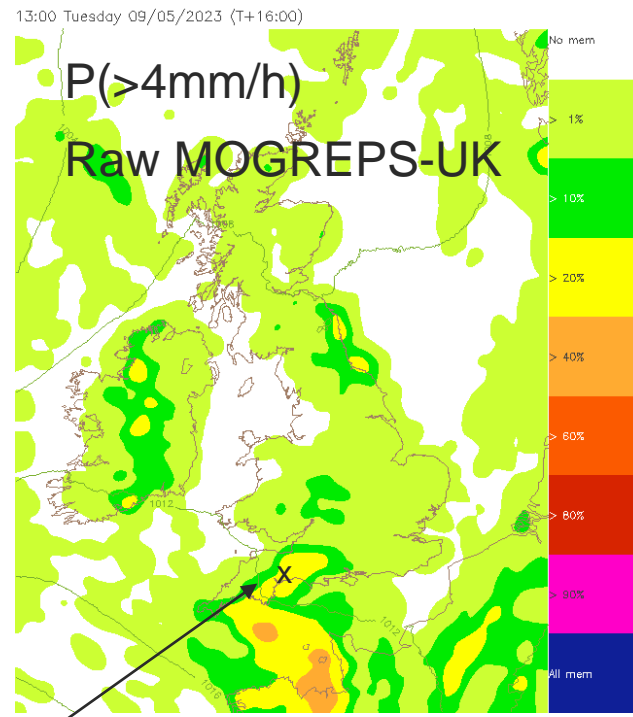 13:00 Tuesday 09/05/2023 (T+16:00)
No mem
P(>4mm/h)
> 1%
Raw MOGREPS-UK
> 10%
> 20%
> 40%
> 60%
> 80%
1012
x
> 90%
1012
1016
All mem